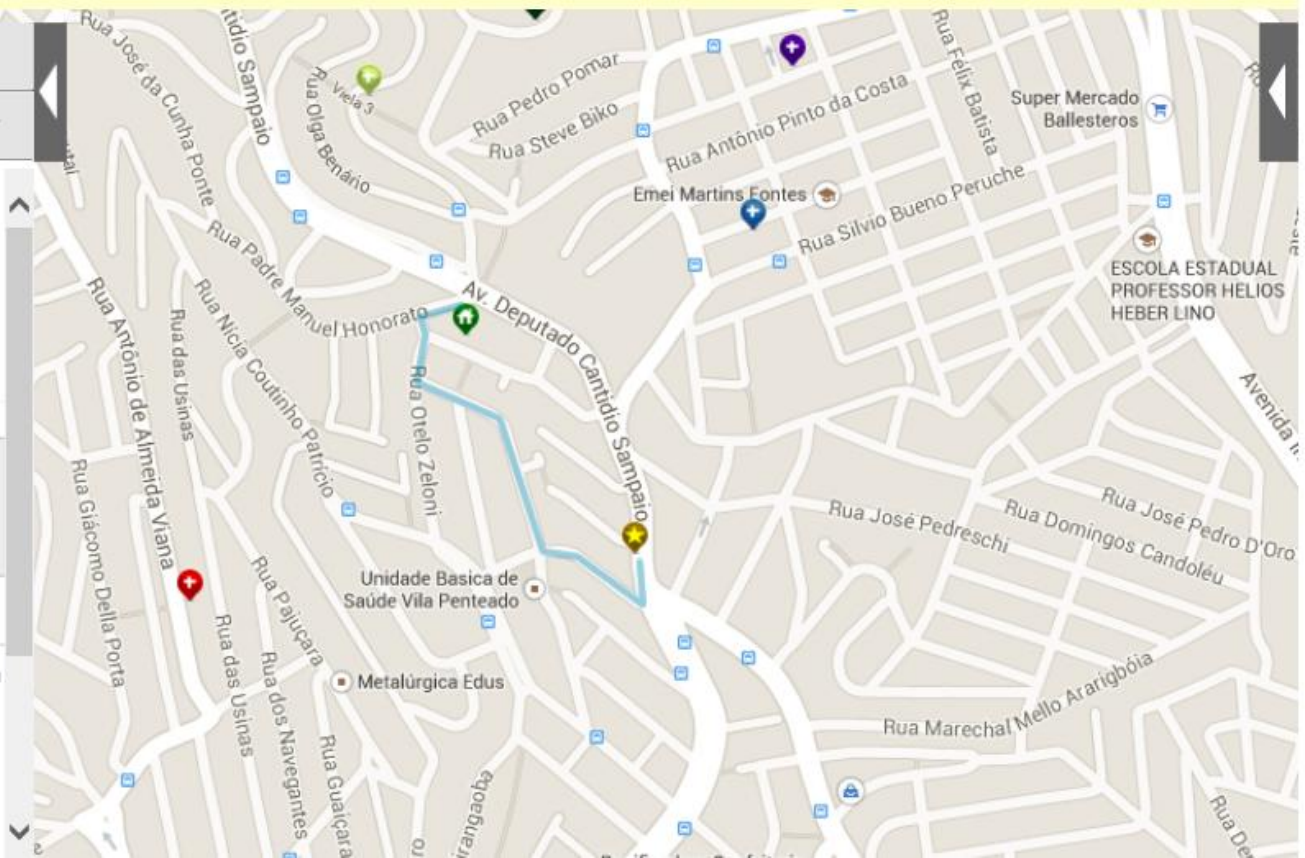 Rua José da Cunha Ponte
ntidio Sampaio
Viela 3
Rua Olga Benário
Rua Pedro Pomar
Rua Steve Biko
Rua Félix Batista
Super Mercado
Ballesteros
Rua António Pinto da Costa
Emei Martins Fontes
Rua Silvio Bueno Peruche
ESCOLA ESTADUAL
PROFESSOR HELIOS
HEBER LINO
Rua Padre Manuel Honorato
Av. Deputado Cantidio Sampaio
Rua Antônio de Almeida Viana
Rua das Usinas
Rua Nicia Coutinho Patrício
Rua Otelo Zeloni
Avenida
Rua Giácomo Della Porta
Rua José Pedreschi
Rua Domingos Candoléu
Rua José Pedro D'Oro
Unidade Basica de
Saúde Vila Penteado
Rua Pajuçara
Rua das Usinas
Rua dos Navegantes
Metalúrgica Edus
Rua Guaiçara
irangaoba
Rua Marechal Mello Ararigbóia